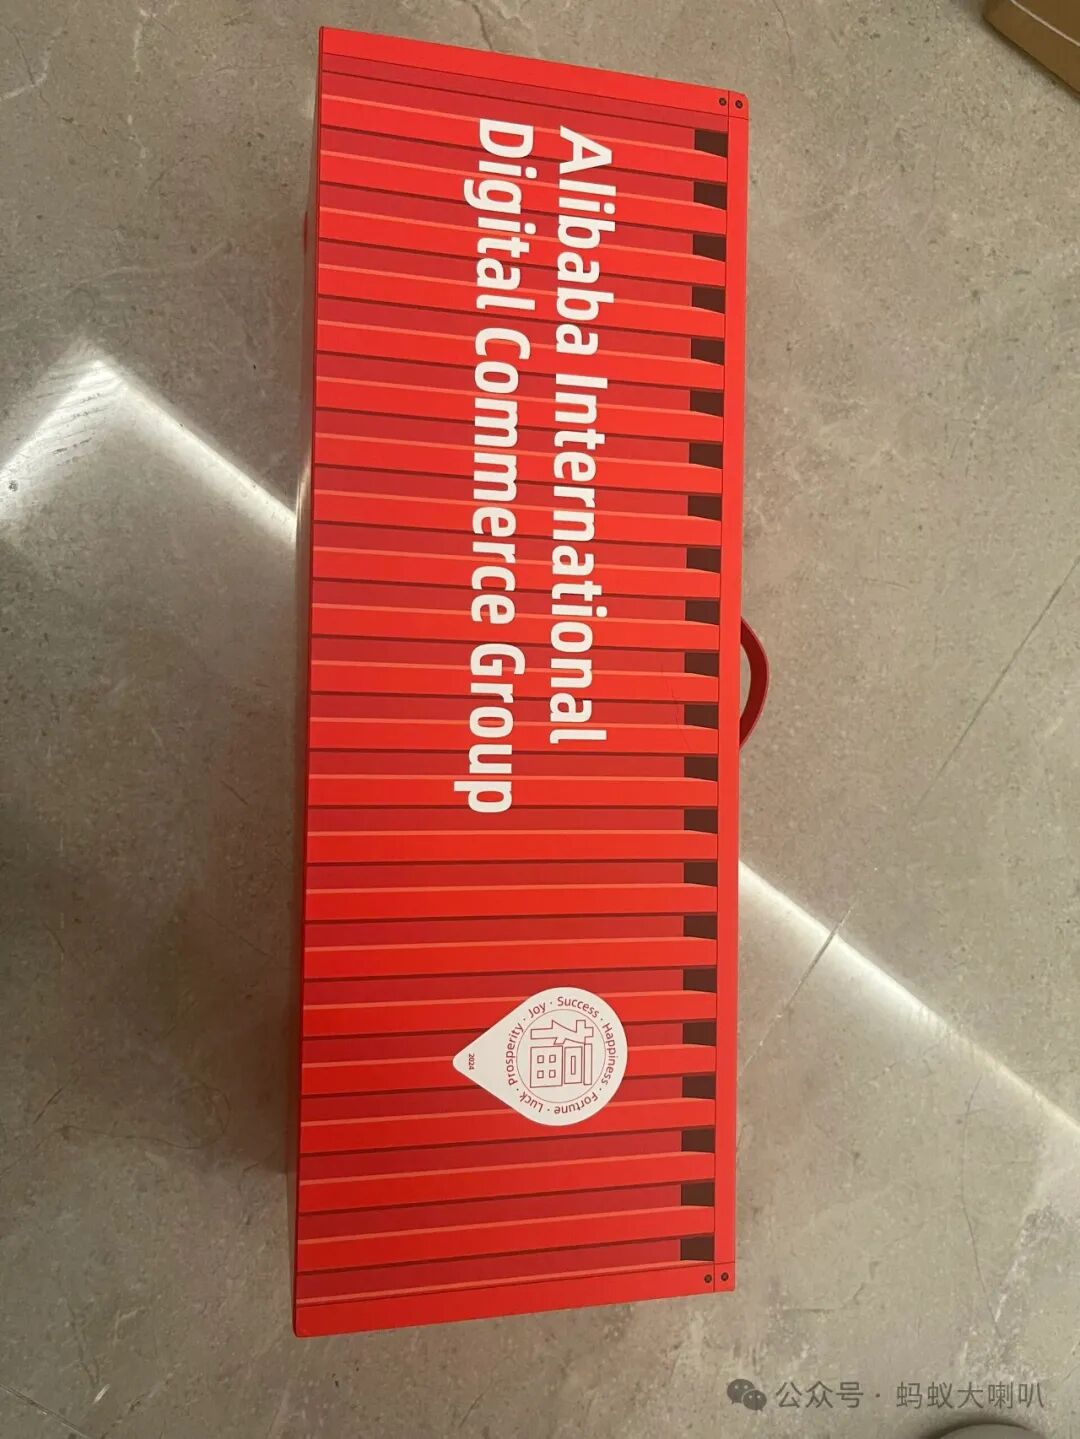 Alibaba International
Digital Commerce Group
Prosperity · Joy · Success · Happiness · Fortune · Luck ·
福
2024
公众号 · 蚂蚁大喇叭